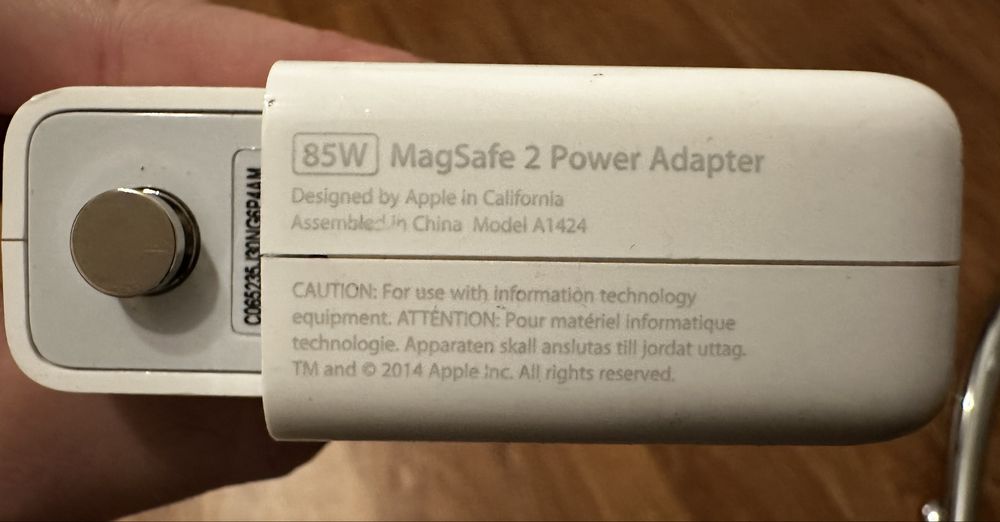 85W MagSafe 2 Power Adapter
Designed by Apple in California
Assembled in China Model A1424
CAUTION: For use with information technology
equipment. ATTÉNTION: Pour matériel informatique
technologie. Apparaten skall anslutas till jordat uttag.
TM and © 2014 Apple Inc. All rights reserved.